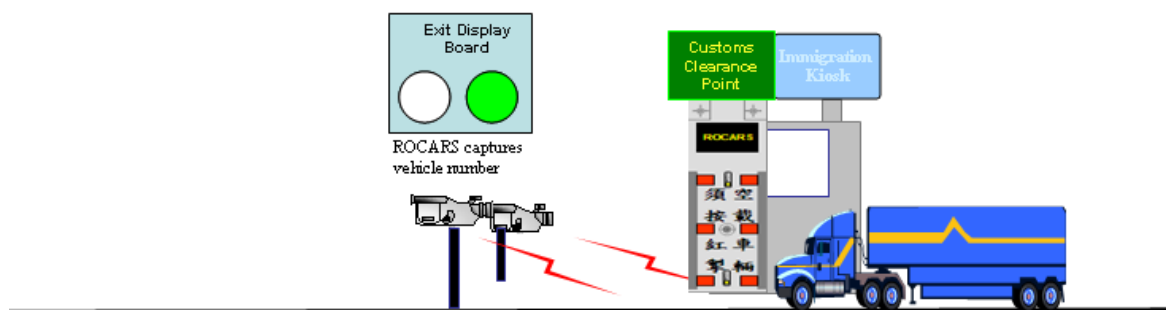 Exit Display
Board
ROCARS captures
vehicle number
Customs
Clearance
Point
Immigration
Kiosk
ROCARS
空載車輛
須按紅掣